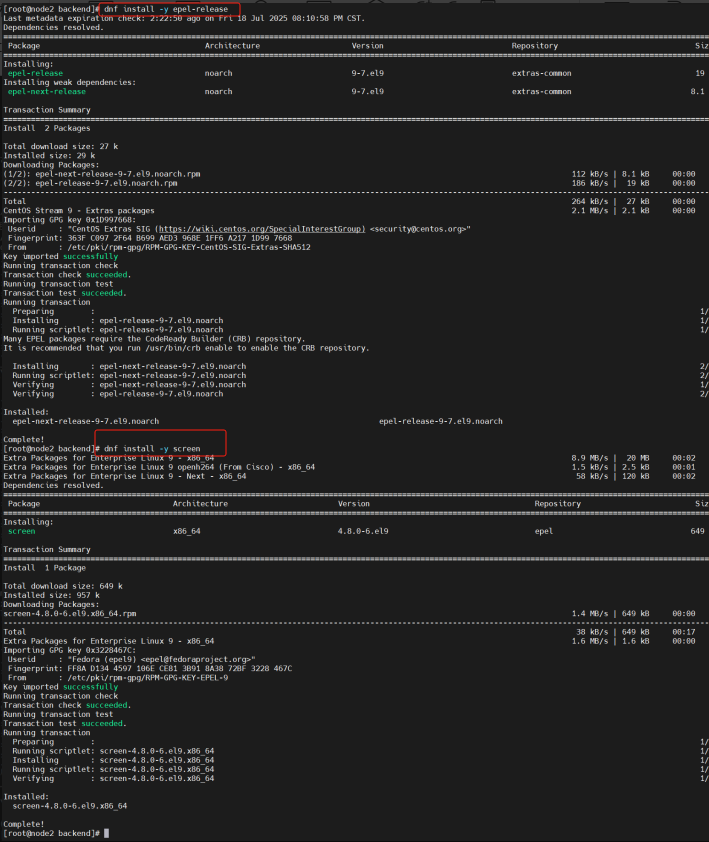 [root@node2 backend]# dnf install -y epel-release
Last metadata expiration check: 2:22:50 ago on Fri 18 Jul 2025 08:10:58 PM CST.
Dependencies resolved.
Package Architecture Version Repository Siz
Installing:
epel-release noarch 9-7.el9 extras-common 19
Installing weak dependencies:
epel-next-release noarch 9-7.el9 extras-common 8.1
Transaction Summary
Install 2 Packages
Total download size: 27 k
Installed size: 29 k
Downloading Packages:
(1/2): epel-next-release-9-7.el9.noarch.rpm 112 kB/s | 8.1 kB 00:00
(2/2): epel-release-9-7.el9.noarch.rpm 186 kB/s | 19 kB 00:00
Total 264 kB/s | 27 kB 00:00
CentOS Stream 9 - Extras packages 2.1 MB/s | 2.1 kB 00:00
Importing GPG key 0x1D997668:
Userid : "CentOS Extras SIG (https://wiki.centos.org/SpecialInterestGroup) <security@centos.org>"
Fingerprint: 363F C097 2F64 B699 AED3 968E 1FF6 A217 1D99 7668
From : /etc/pki/rpm-gpg/RPM-GPG-KEY-CentOS-SIG-Extras-SHA512
Key imported successfully
Running transaction check
Transaction check succeeded.
Running transaction test
Transaction test succeeded.
Running transaction
Preparing : 1/
Installing : epel-release-9-7.el9.noarch 1/
Running scriptlet: epel-release-9-7.el9.noarch 1/
Many EPEL packages require the CodeReady Builder (CRB) repository.
It is recommended that you run /usr/bin/crb enable to enable the CRB repository.
Installing : epel-next-release-9-7.el9.noarch 2/
Running scriptlet: epel-next-release-9-7.el9.noarch 2/
Verifying : epel-next-release-9-7.el9.noarch 1/
Verifying : epel-release-9-7.el9.noarch 2/
Installed:
epel-next-release-9-7.el9.noarch epel-release-9-7.el9.noarch
Complete!
[root@node2 backend]# dnf install -y screen
Extra Packages for Enterprise Linux 9 - x86_64 8.9 MB/s | 20 MB 00:02
Extra Packages for Enterprise Linux 9 openh264 (From Cisco) - x86_64 1.5 kB/s | 2.5 kB 00:01
Extra Packages for Enterprise Linux 9 - Next - x86_64 58 kB/s | 120 kB 00:02
Dependencies resolved.
Package Architecture Version Repository Siz
Installing:
screen x86_64 4.8.0-6.el9 epel 649
Transaction Summary
Install 1 Package
Total download size: 649 k
Installed size: 957 k
Downloading Packages:
screen-4.8.0-6.el9.x86_64.rpm 1.4 MB/s | 649 kB 00:00
Total 38 kB/s | 649 kB 00:17
Extra Packages for Enterprise Linux 9 - x86_64 1.6 MB/s | 1.6 kB 00:00
Importing GPG key 0x3228467C:
Userid : "Fedora (epel9) <epel@fedoraproject.org>"
Fingerprint: FF8A D134 4597 106E CE81 3B91 8A38 72BF 3228 467C
From : /etc/pki/rpm-gpg/RPM-GPG-KEY-EPEL-9
Key imported successfully
Running transaction check
Transaction check succeeded.
Running transaction test
Transaction test succeeded.
Running transaction
Preparing : 1/
Running scriptlet: screen-4.8.0-6.el9.x86_64 1/
Installing : screen-4.8.0-6.el9.x86_64 1/
Running scriptlet: screen-4.8.0-6.el9.x86_64 1/
Verifying : screen-4.8.0-6.el9.x86_64 1/
Installed:
screen-4.8.0-6.el9.x86_64
Complete!
[root@node2 backend]#